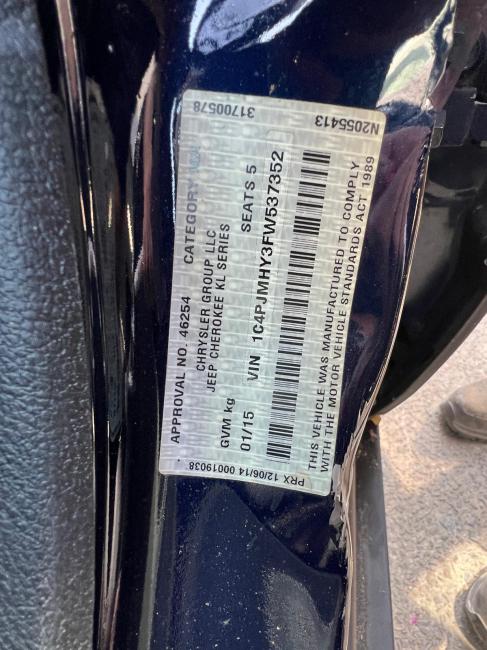 31700578 N2055413
APPROVAL NO. 46254 CATEGORY
CHRYSLER GROUP LLC
JEEP CHEROKEE KL SERIES
GVM kg SEATS 5
01/15 VIN 1C4PJMHY3FW537352
THIS VEHICLE WAS MANUFACTURED TO COMPLY
WITH THE MOTOR VEHICLE STANDARDS ACT 1989
PRX 12/06/14 00019038